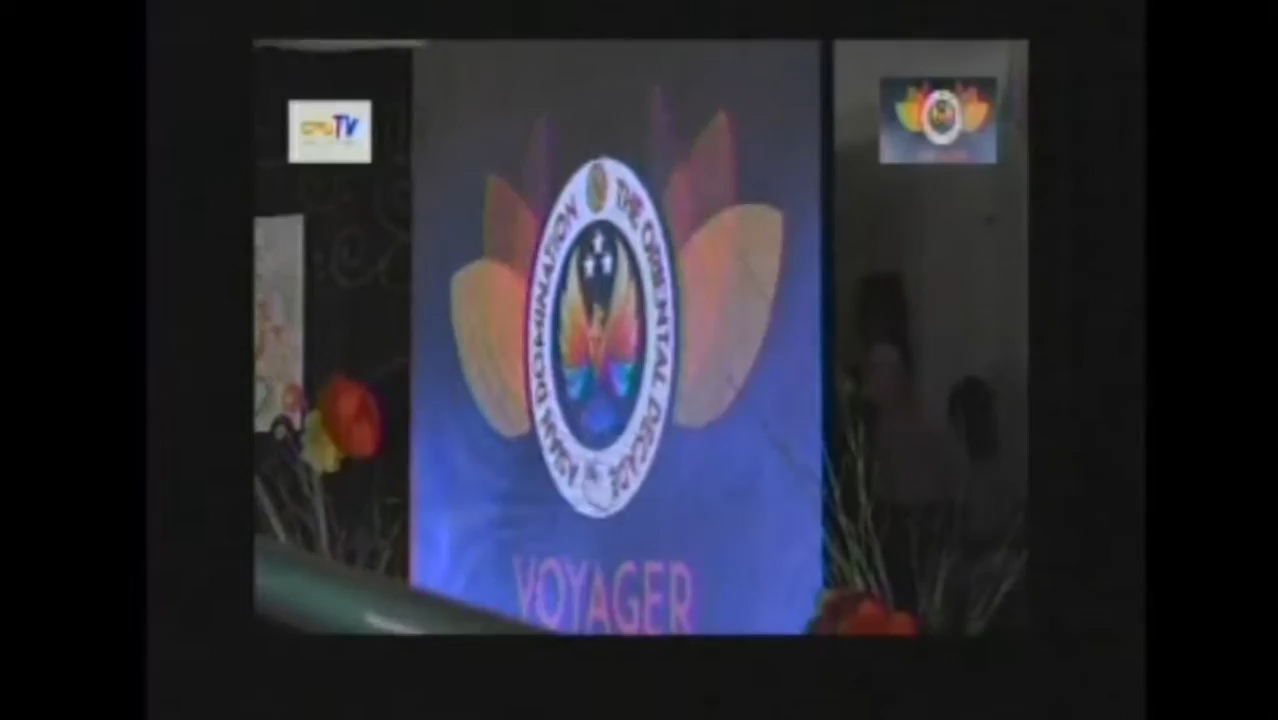 TV
ASIAN DOMINATION
THE ORIENTAL DECADE
VOYAGER